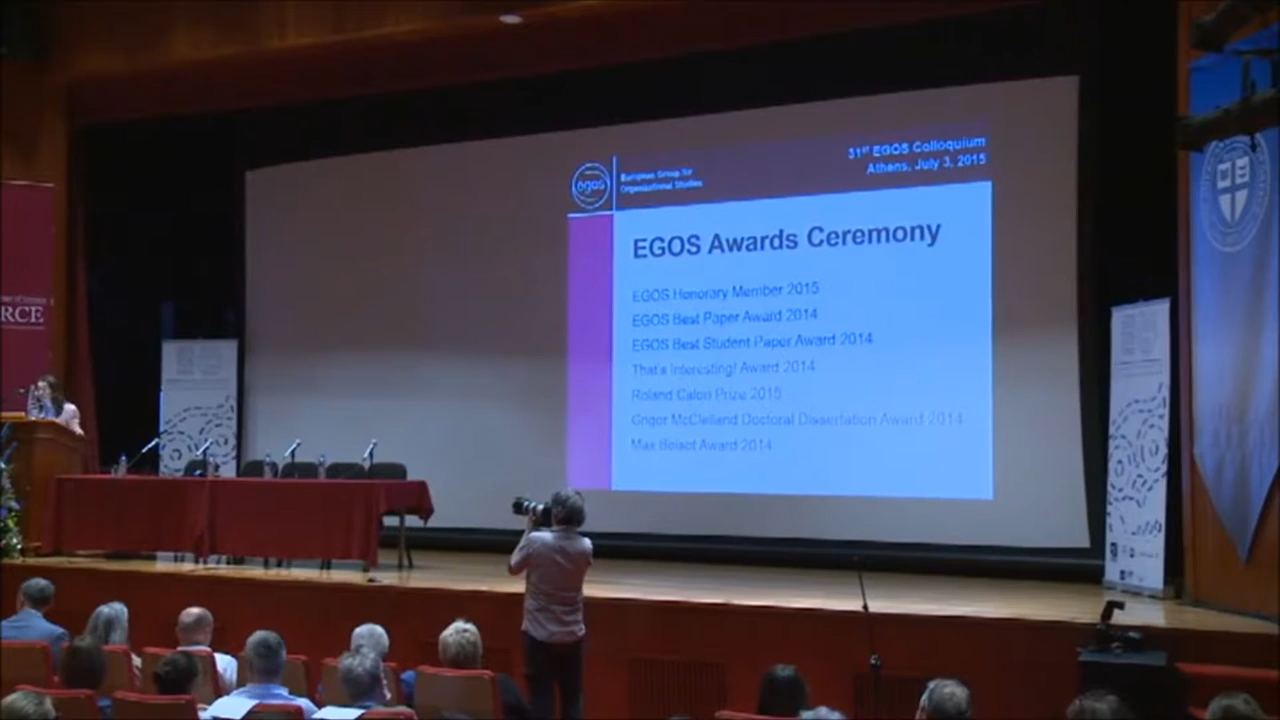 31st EGOS Colloquium
Athens, July 3, 2015
egos
European Group for
Organizational Studies
EGOS Awards Ceremony
EGOS Honorary Member 2015
EGOS Best Paper Award 2014
EGOS Best Student Paper Award 2014
That's Interesting! Award 2014
Roland Calori Prize 2015
Grigor McClelland Doctoral Dissertation Award 2014
Max Boisot Award 2014
RCE